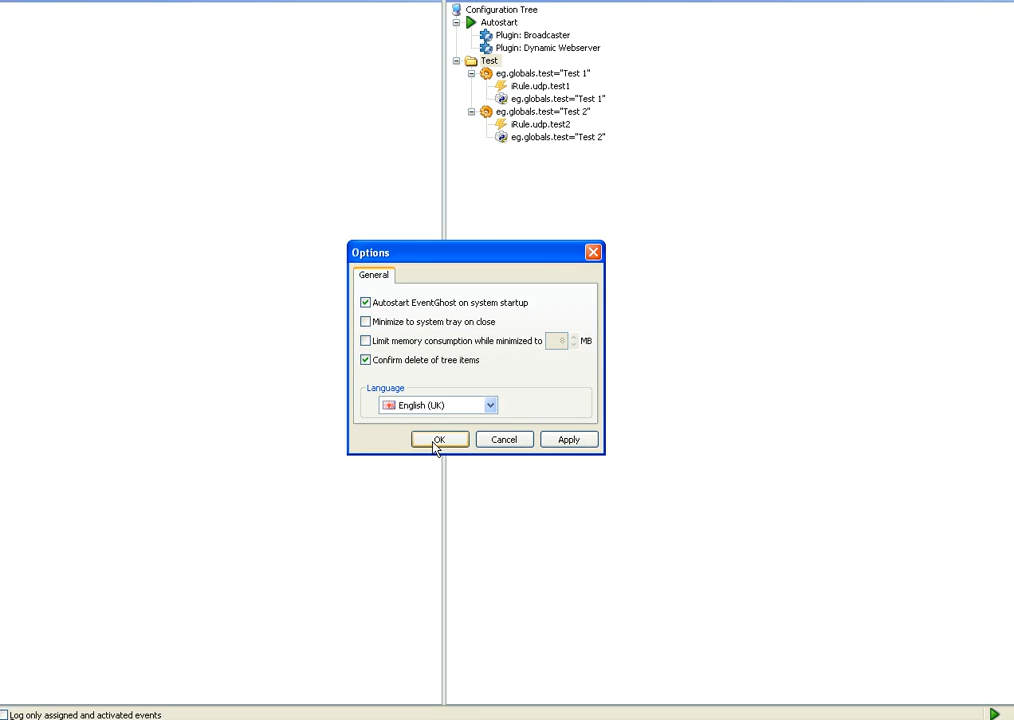 Configuration Tree
Autostart
Plugin: Broadcaster
Plugin: Dynamic Webserver
Test
eg.globals.test="Test 1"
iRule.udp.test1
eg.globals.test="Test 1"
eg.globals.test="Test 2"
iRule.udp.test2
eg.globals.test="Test 2"
Options
General
Autostart EventGhost on system startup
Minimize to system tray on close
Limit memory consumption while minimized to 8 MB
Confirm delete of tree items
Language
English (UK)
OK Cancel Apply
Log only assigned and activated events